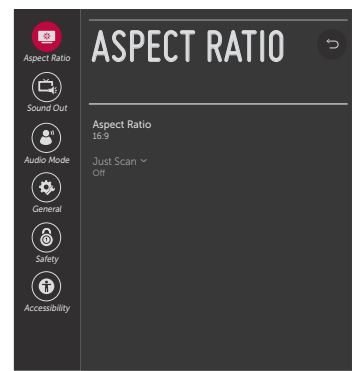 Aspect Ratio
Sound Out
Audio Mode
General
Safety
Accessibility
ASPECT RATIO
Aspect Ratio
16:9
Just Scan
Off